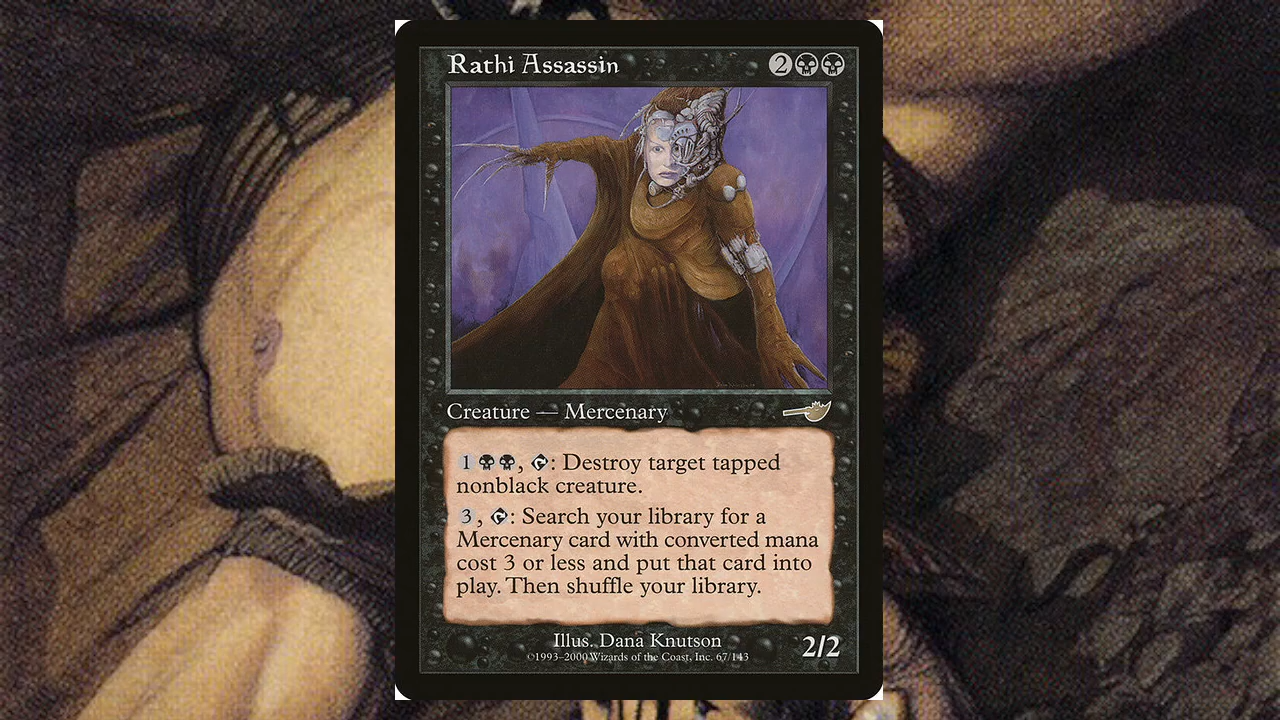 Rathi Assassin 2
Creature — Mercenary
1 , : Destroy target tapped
nonblack creature.
3 , : Search your library for a
Mercenary card with converted mana
cost 3 or less and put that card into
play. Then shuffle your library.
Illus. Dana Knutson
©1993–2000 Wizards of the Coast, Inc. 67/143
2/2